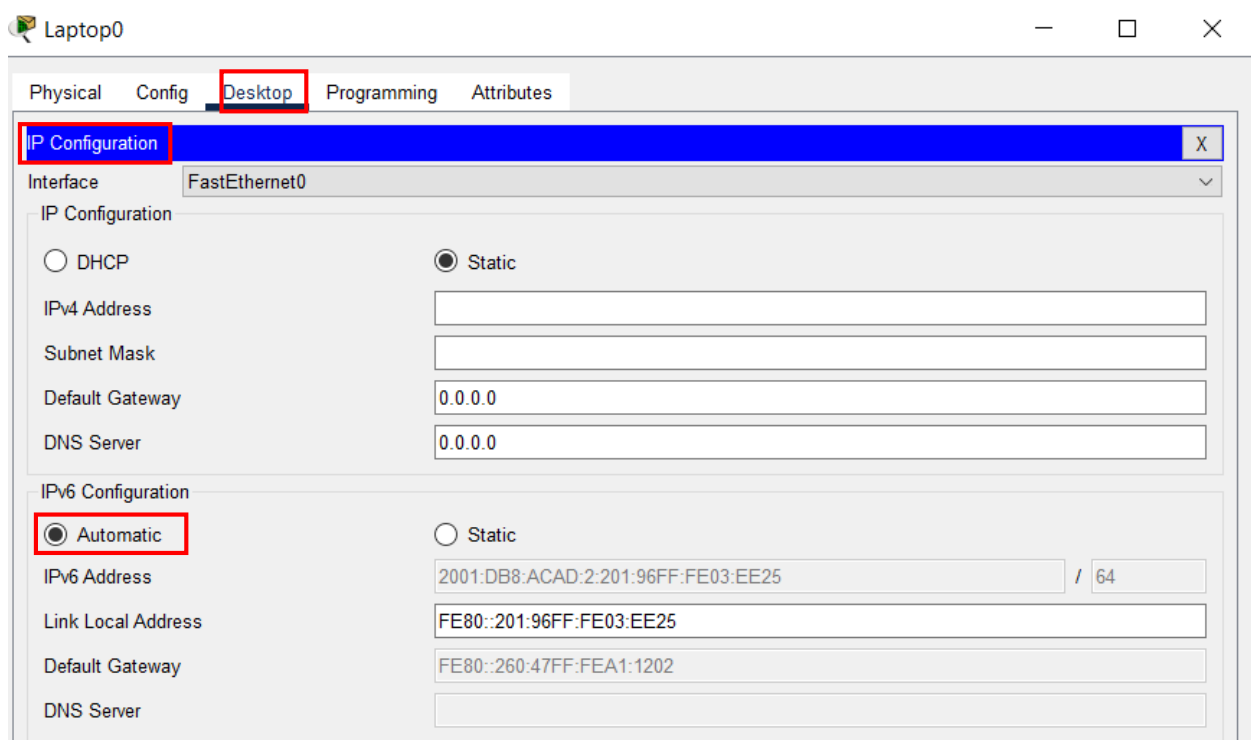 Laptop0
Physical Config Desktop Programming Attributes
IP Configuration X
Interface FastEthernet0
IP Configuration
DHCP Static
IPv4 Address
Subnet Mask
Default Gateway 0.0.0.0
DNS Server 0.0.0.0
IPv6 Configuration
Automatic Static
IPv6 Address 2001:DB8:ACAD:2:201:96FF:FE03:EE25 / 64
Link Local Address FE80::201:96FF:FE03:EE25
Default Gateway FE80::260:47FF:FEA1:1202
DNS Server